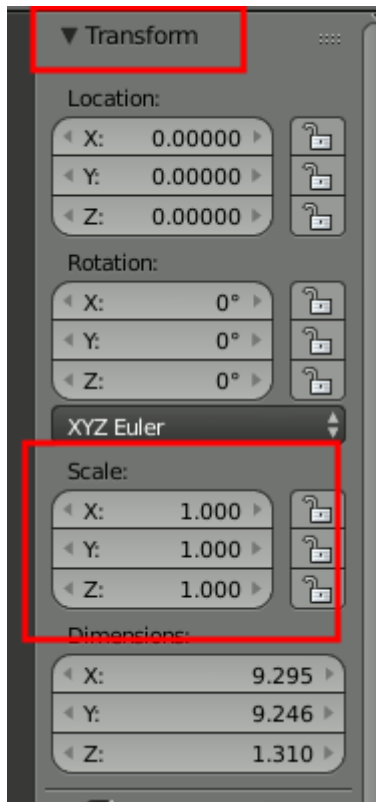 Transform
Location:
X: 0.00000
Y: 0.00000
Z: 0.00000
Rotation:
X: 0°
Y: 0°
Z: 0°
XYZ Euler
Scale:
X: 1.000
Y: 1.000
Z: 1.000
Dimensions:
X: 9.295
Y: 9.246
Z: 1.310